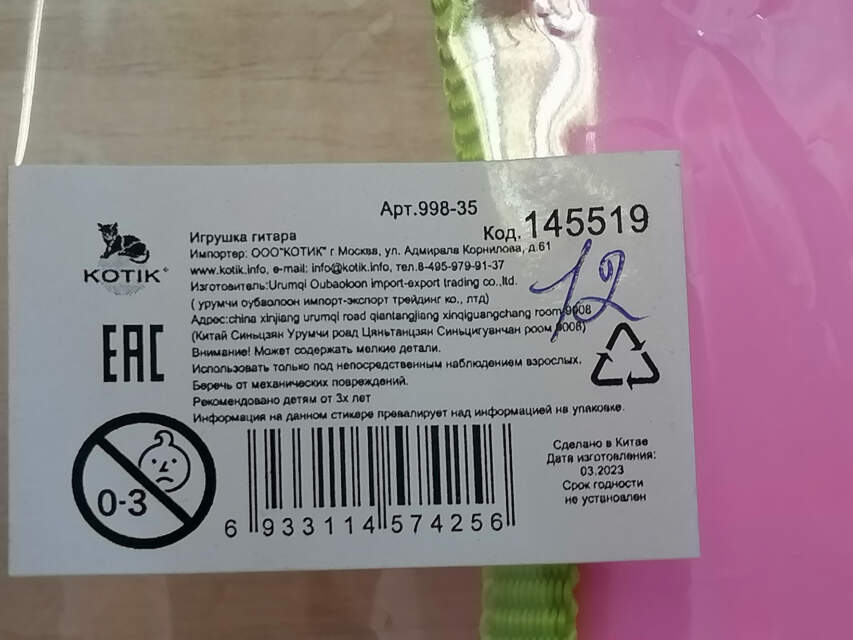 Арт.998-35
Код. 145519
12
КОТИК
Игрушка гитара
Импортер: ООО"КОТИК" г Москва, ул. Адмирала Корнилова, д.61
www.kotik.info, e-mail: info@kotik.info, тел.8-495-979-91-37
Изготовитель:Urumqi Oubaoloon import-export trading co.,ltd.
( урумчи оубаолоон импорт-экспорт трейдинг ко., лтд)
Адрес:china xinjiang urumqi road qiantangjiang xinqiguangchang room 9008
(Китай Синьцзян Урумчи роад Цяньтанцзян Синьцигуанчан роом 9008)
Внимание! Может содержать мелкие детали.
Использовать только под непосредственным наблюдением взрослых.
Беречь от механических повреждений.
Рекомендовано детям от 3х лет
Информация на данном стикере превалирует над информацией на упаковке.
ЕАС
0-3
6 933114 574256
Сделано в Китае
Дата изготовления:
03.2023
Срок годности
не установлен